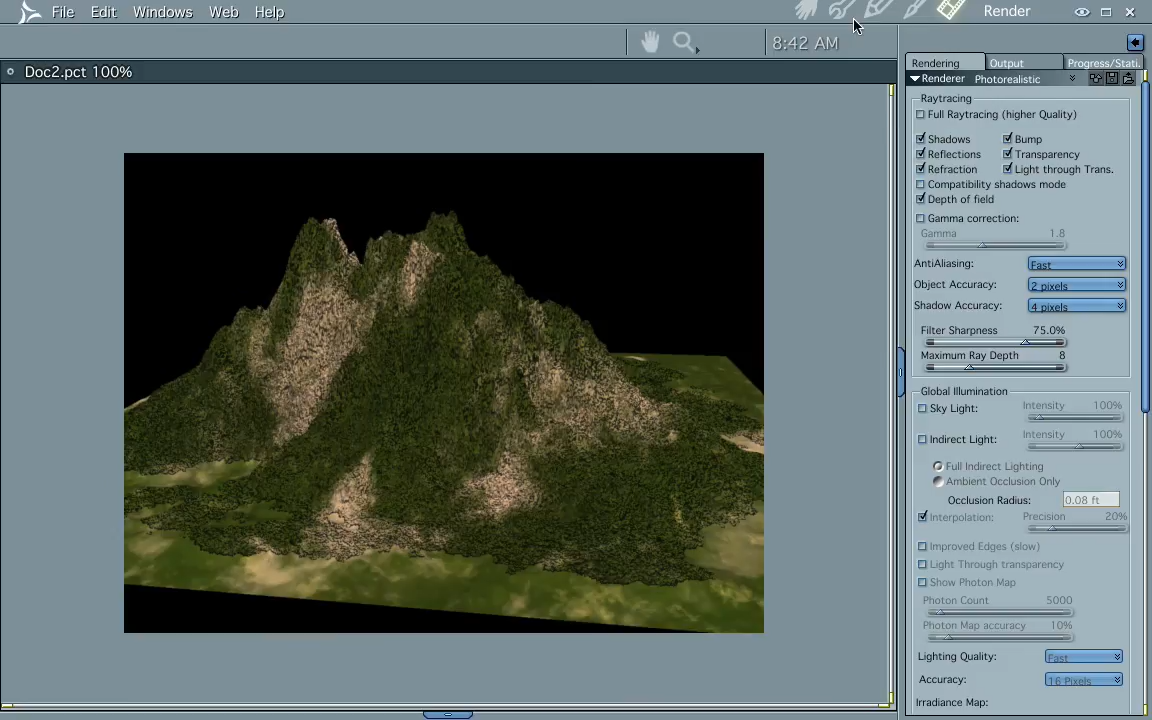 File Edit Windows Web Help Render
8:42 AM
Doc2.pct 100%
Rendering Output Progress/Stati.
Renderer Photorealistic
Raytracing
Full Raytracing (higher Quality)
Shadows Bump
Reflections Transparency
Refraction Light through Trans.
Compatibility shadows mode
Depth of field
Gamma correction:
Gamma 1.8
AntiAliasing: Fast
Object Accuracy: 2 pixels
Shadow Accuracy: 4 pixels
Filter Sharpness 75.0%
Maximum Ray Depth 8
Global Illumination
Sky Light: Intensity 100%
Indirect Light: Intensity 100%
Full Indirect Lighting
Ambient Occlusion Only
Occlusion Radius: 0.08 ft
Interpolation: Precision 20%
Improved Edges (slow)
Light Through transparency
Show Photon Map
Photon Count 5000
Photon Map accuracy 10%
Lighting Quality: Fast
Accuracy: 16 Pixels
Irradiance Map: